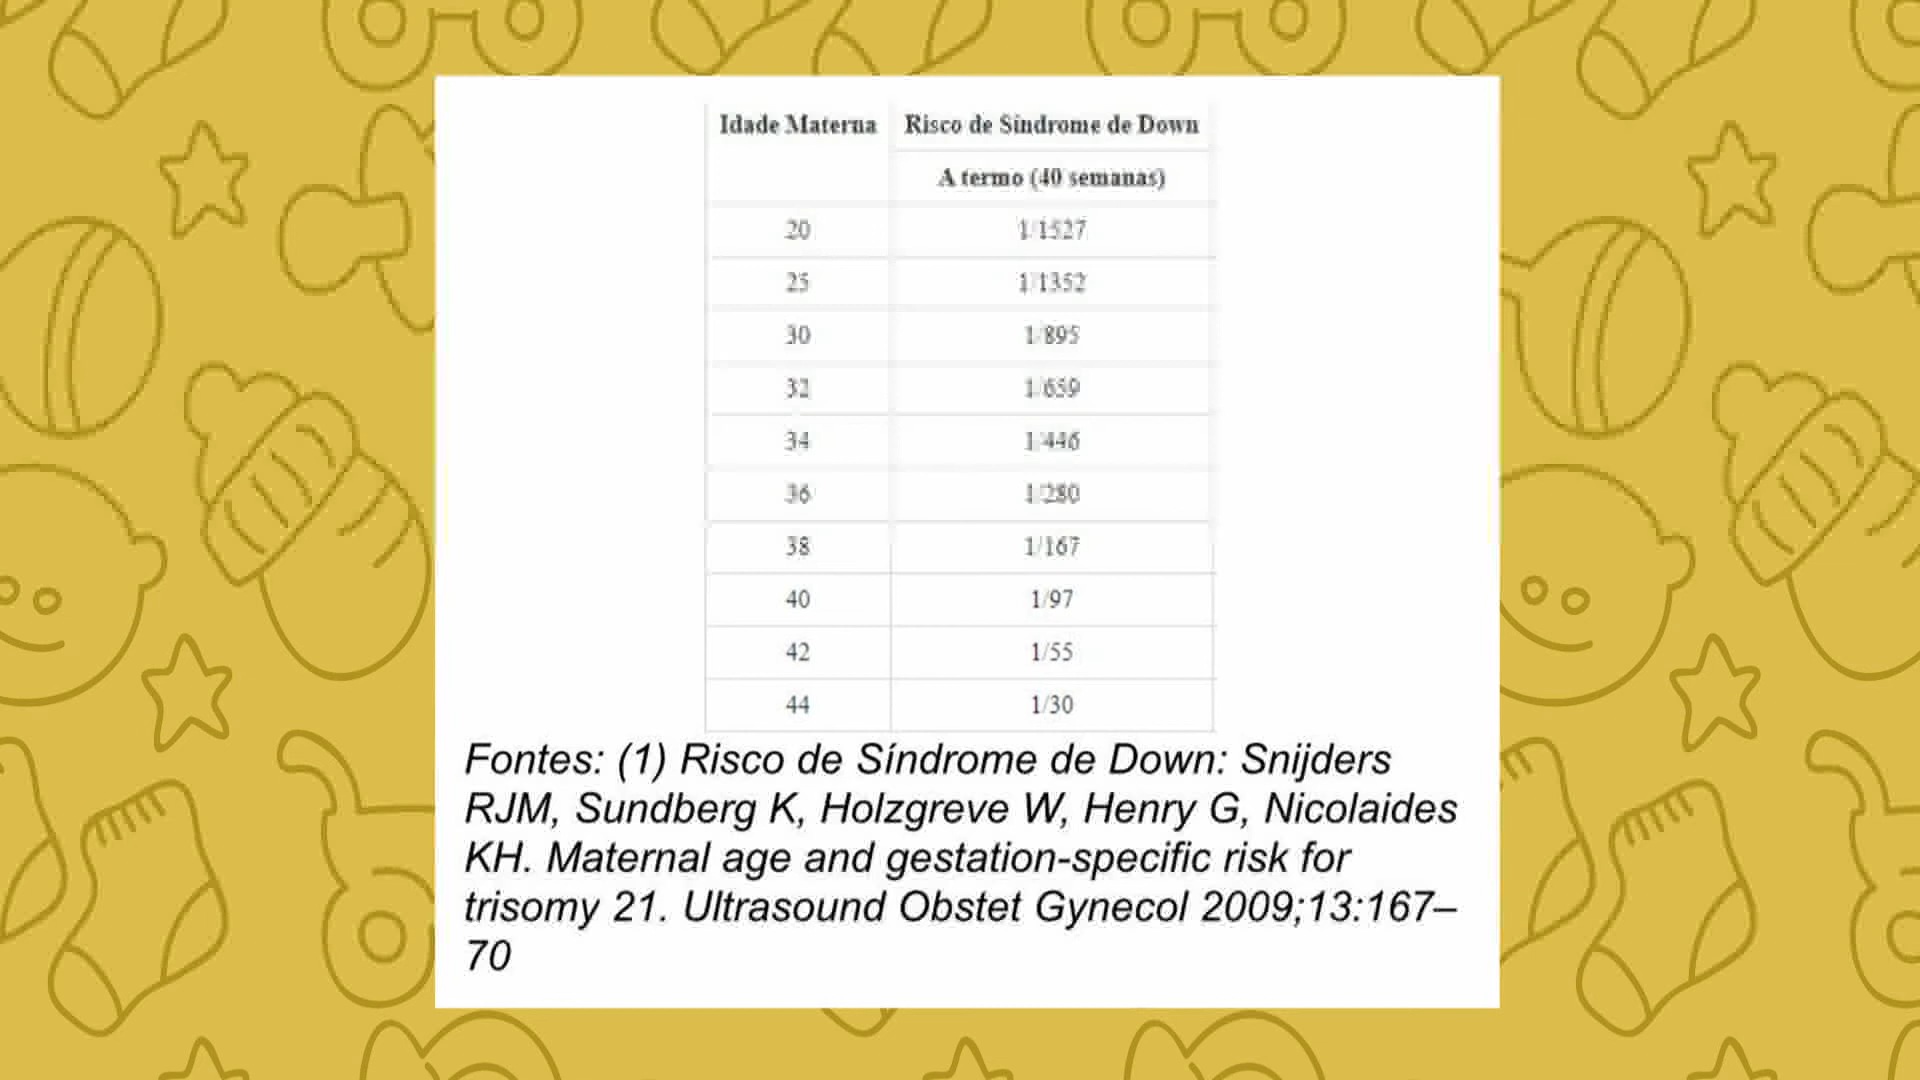 Idade Materna Risco de Síndrome de Down
A termo (40 semanas)
20 1/1527
25 1/1352
30 1/895
32 1/659
34 1/446
36 1/280
38 1/167
40 1/97
42 1/55
44 1/30
Fontes: (1) Risco de Síndrome de Down: Snijders
RJM, Sundberg K, Holzgreve W, Henry G, Nicolaides
KH. Maternal age and gestation-specific risk for
trisomy 21. Ultrasound Obstet Gynecol 2009;13:167–
70